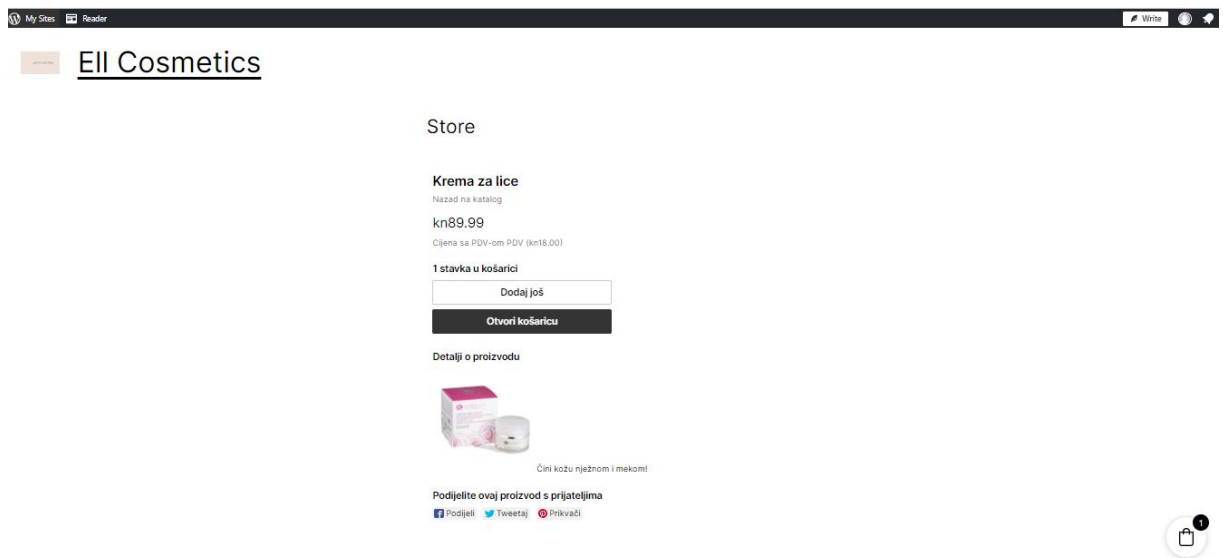 My Sites Reader Write
Ell Cosmetics
Store
Krema za lice
Nazad na katalog
kn89.99
Cijena sa PDV-om PDV (kn18.00)
1 stavka u košarici
Dodaj još
Otvori košaricu
Detalji o proizvodu
Čini kožu nježnom i mekom!
Podijelite ovaj proizvod s prijateljima
Podijeli Tweetaj Prikvači
1